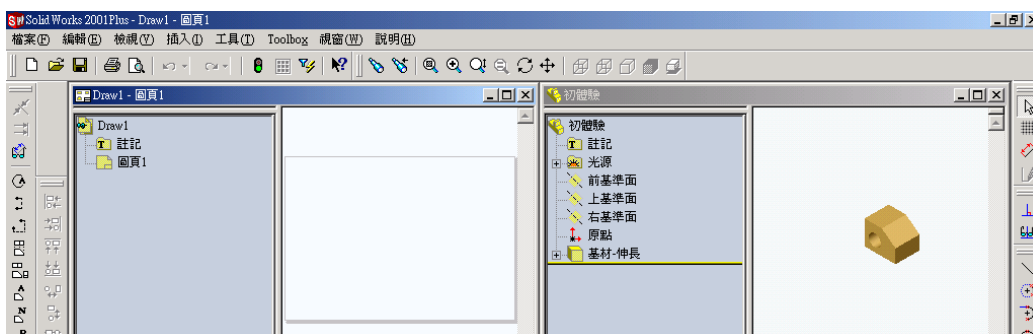 SolidWorks 2001Plus - Draw1 - 圖頁1
檔案(F) 編輯(E) 檢視(V) 插入(I) 工具(T) Toolbox 視窗(W) 說明(H)
Draw1 - 圖頁1
Draw1
註記
圖頁1
初體驗
初體驗
註記
光源
前基準面
上基準面
右基準面
原點
基材-伸長